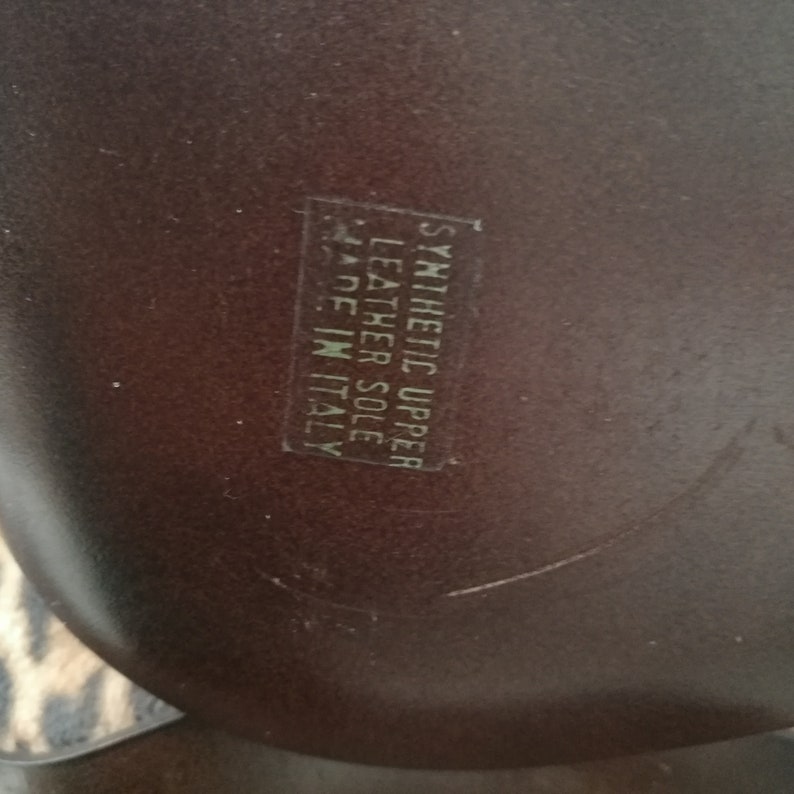 SYNTHETIC UPPER
LEATHER SOLE
MADE IN ITALY